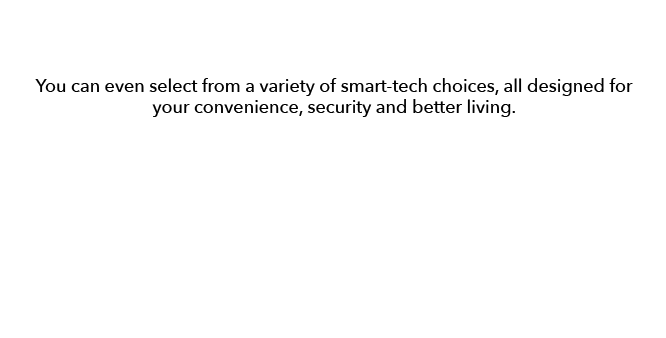 You can even select from a variety of smart-tech choices, all designed for
your convenience, security and better living.